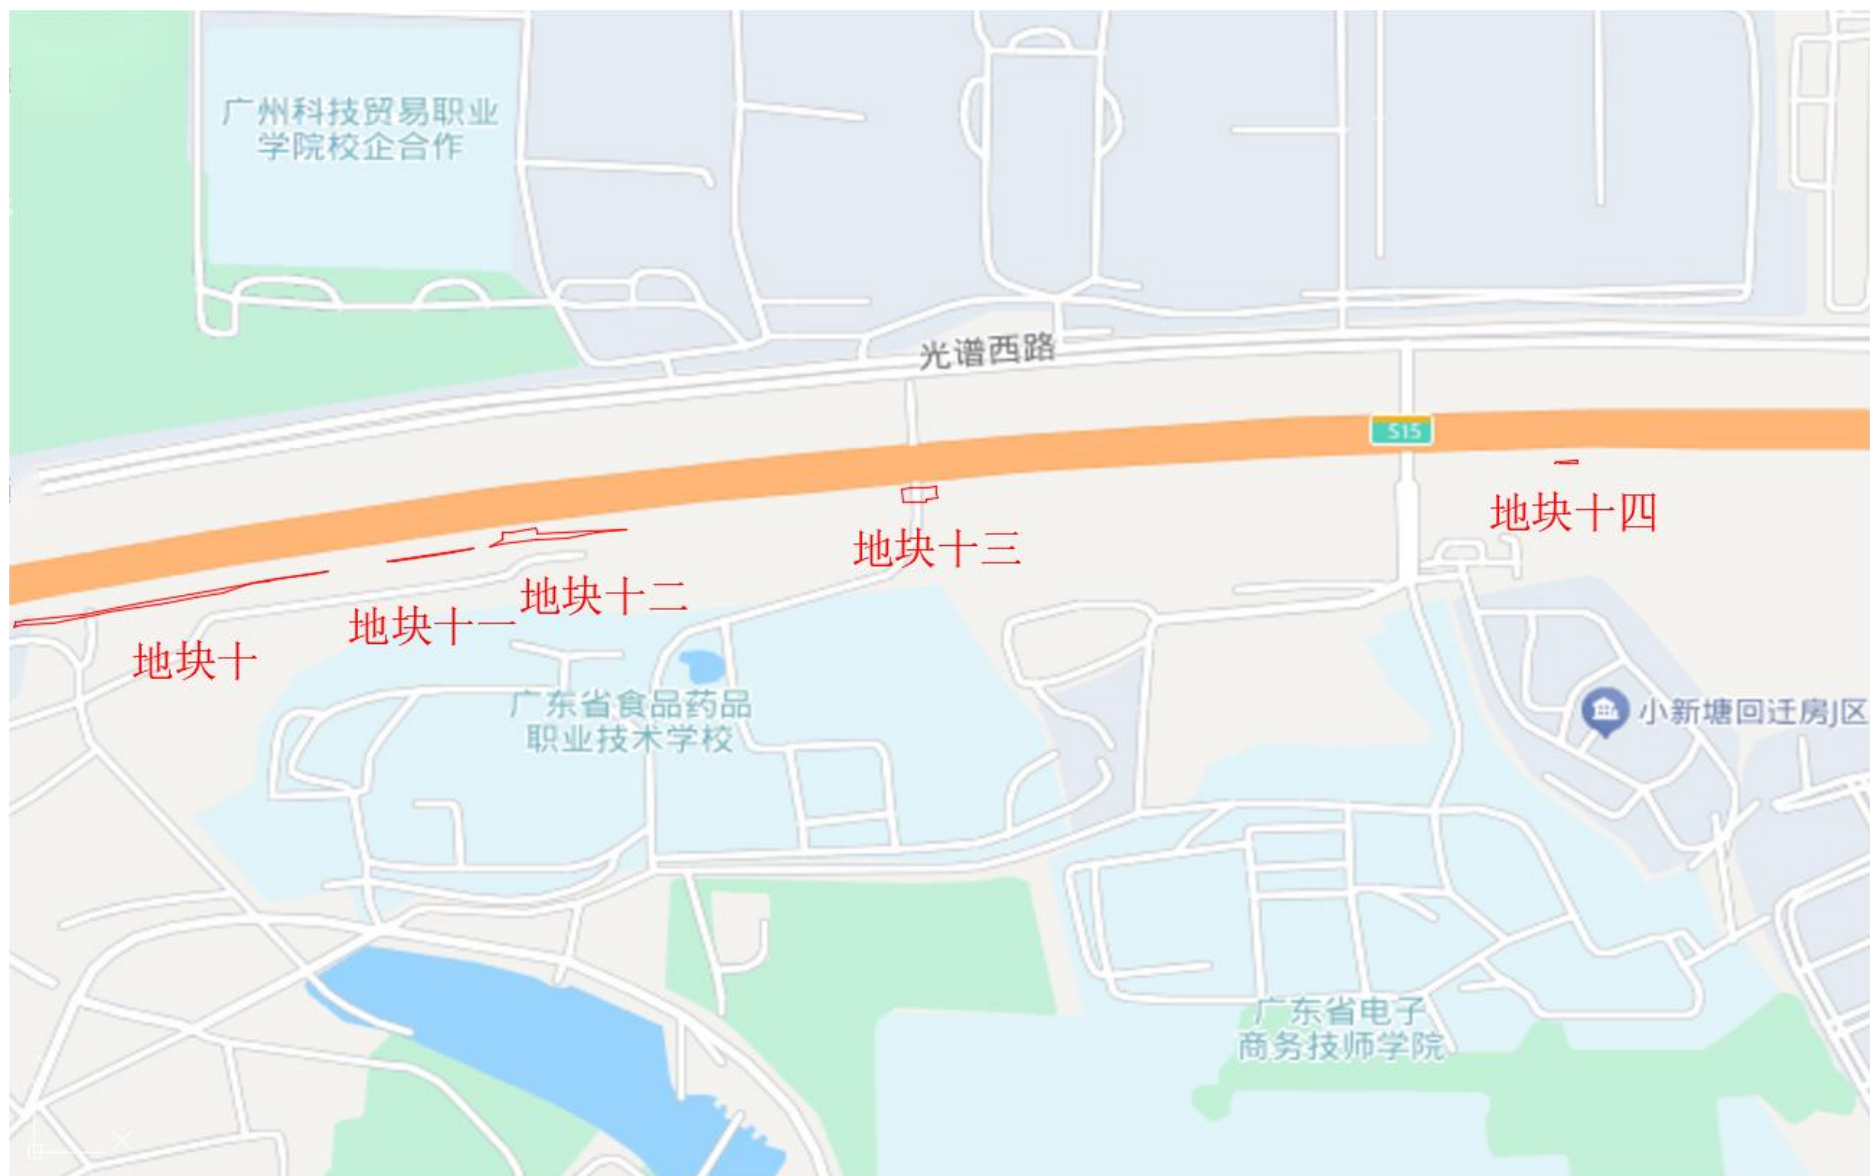 广州科技贸易职业
学院校企合作
光谱西路
S15
地块十四
地块十三
地块十二
地块十一
地块十
广东省食品药品
职业技术学校
小新塘回迁房J区
广东省电子
商务技师学院
X